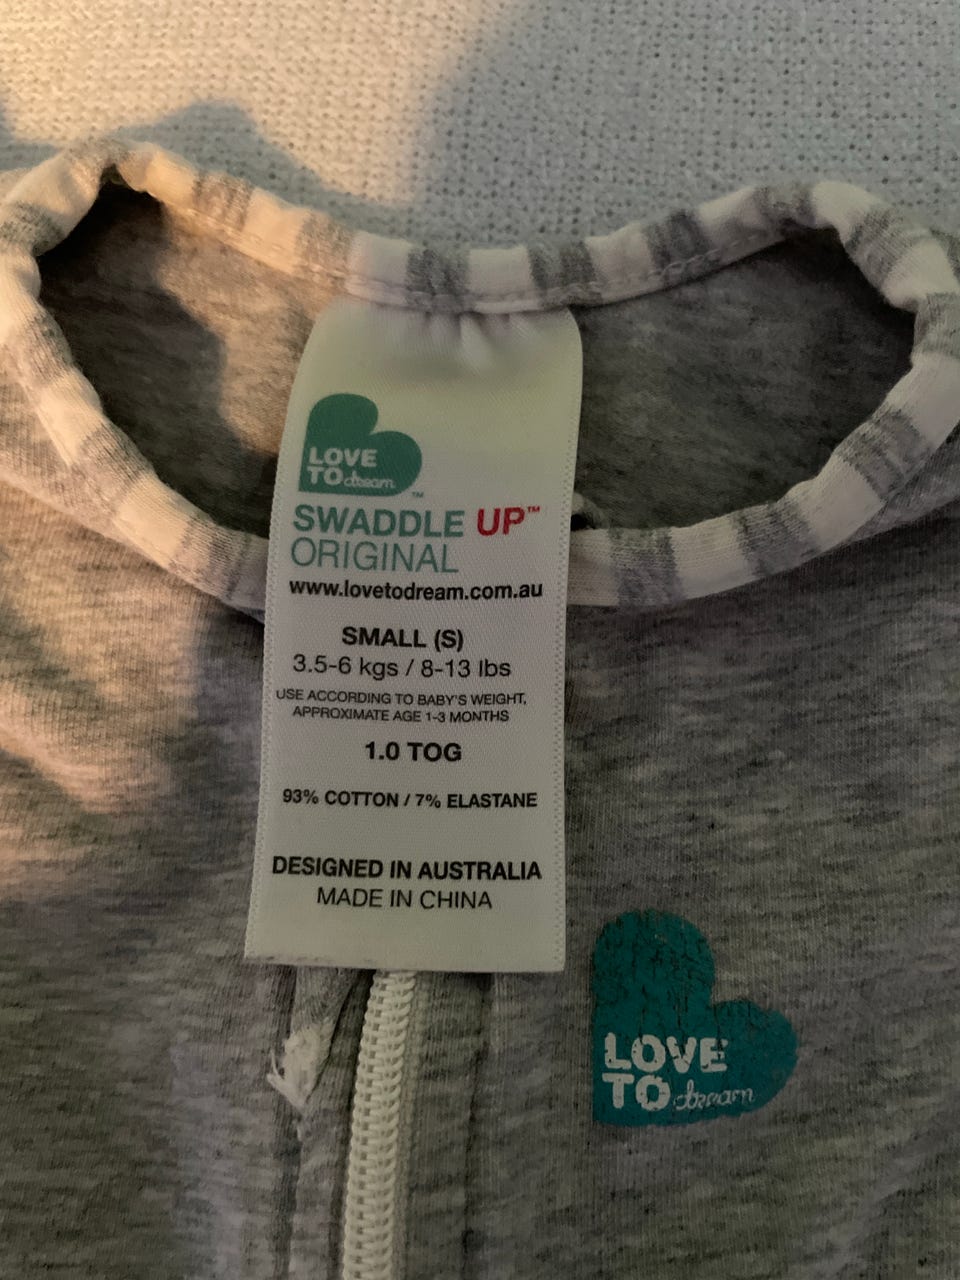 LOVE
TO dream™
SWADDLE UP™
ORIGINAL
www.lovetodream.com.au
SMALL (S)
3.5-6 kgs / 8-13 lbs
USE ACCORDING TO BABY'S WEIGHT,
APPROXIMATE AGE 1-3 MONTHS
1.0 TOG
93% COTTON / 7% ELASTANE
DESIGNED IN AUSTRALIA
MADE IN CHINA
LOVE
TO dream